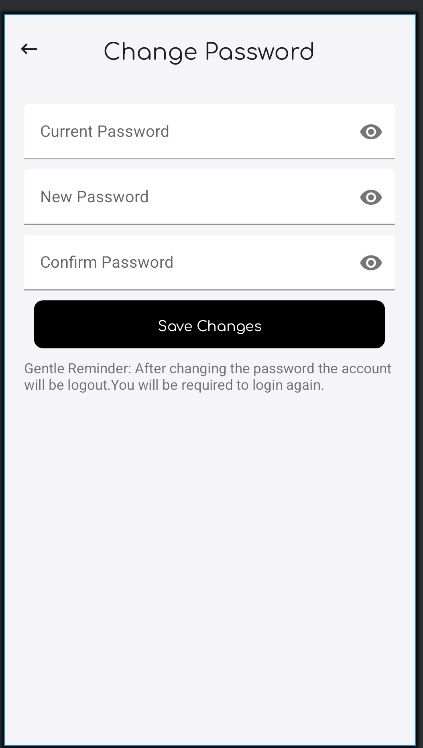 Change Password
Current Password
New Password
Confirm Password
Save Changes
Gentle Reminder: After changing the password the account
will be logout.You will be required to login again.